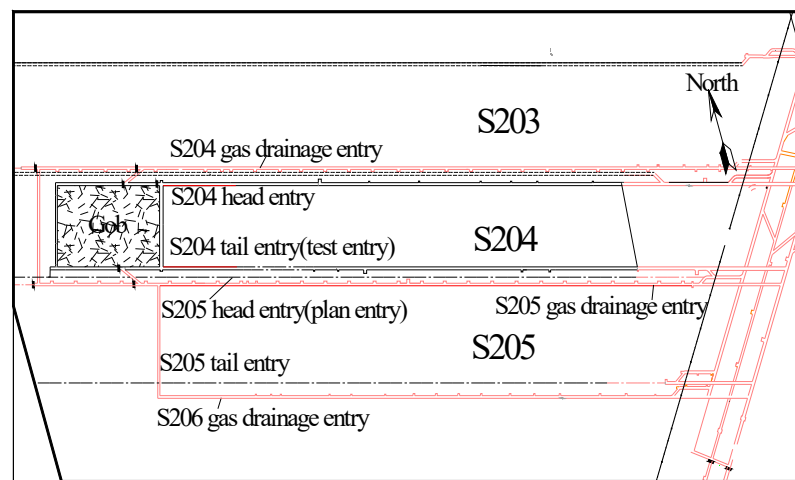 North
S203
S204 gas drainage entry
S204 head entry
Gob
S204 tail entry(test entry)
S204
S205 head entry(plan entry)
S205 gas drainage entry
S205 tail entry
S205
S206 gas drainage entry